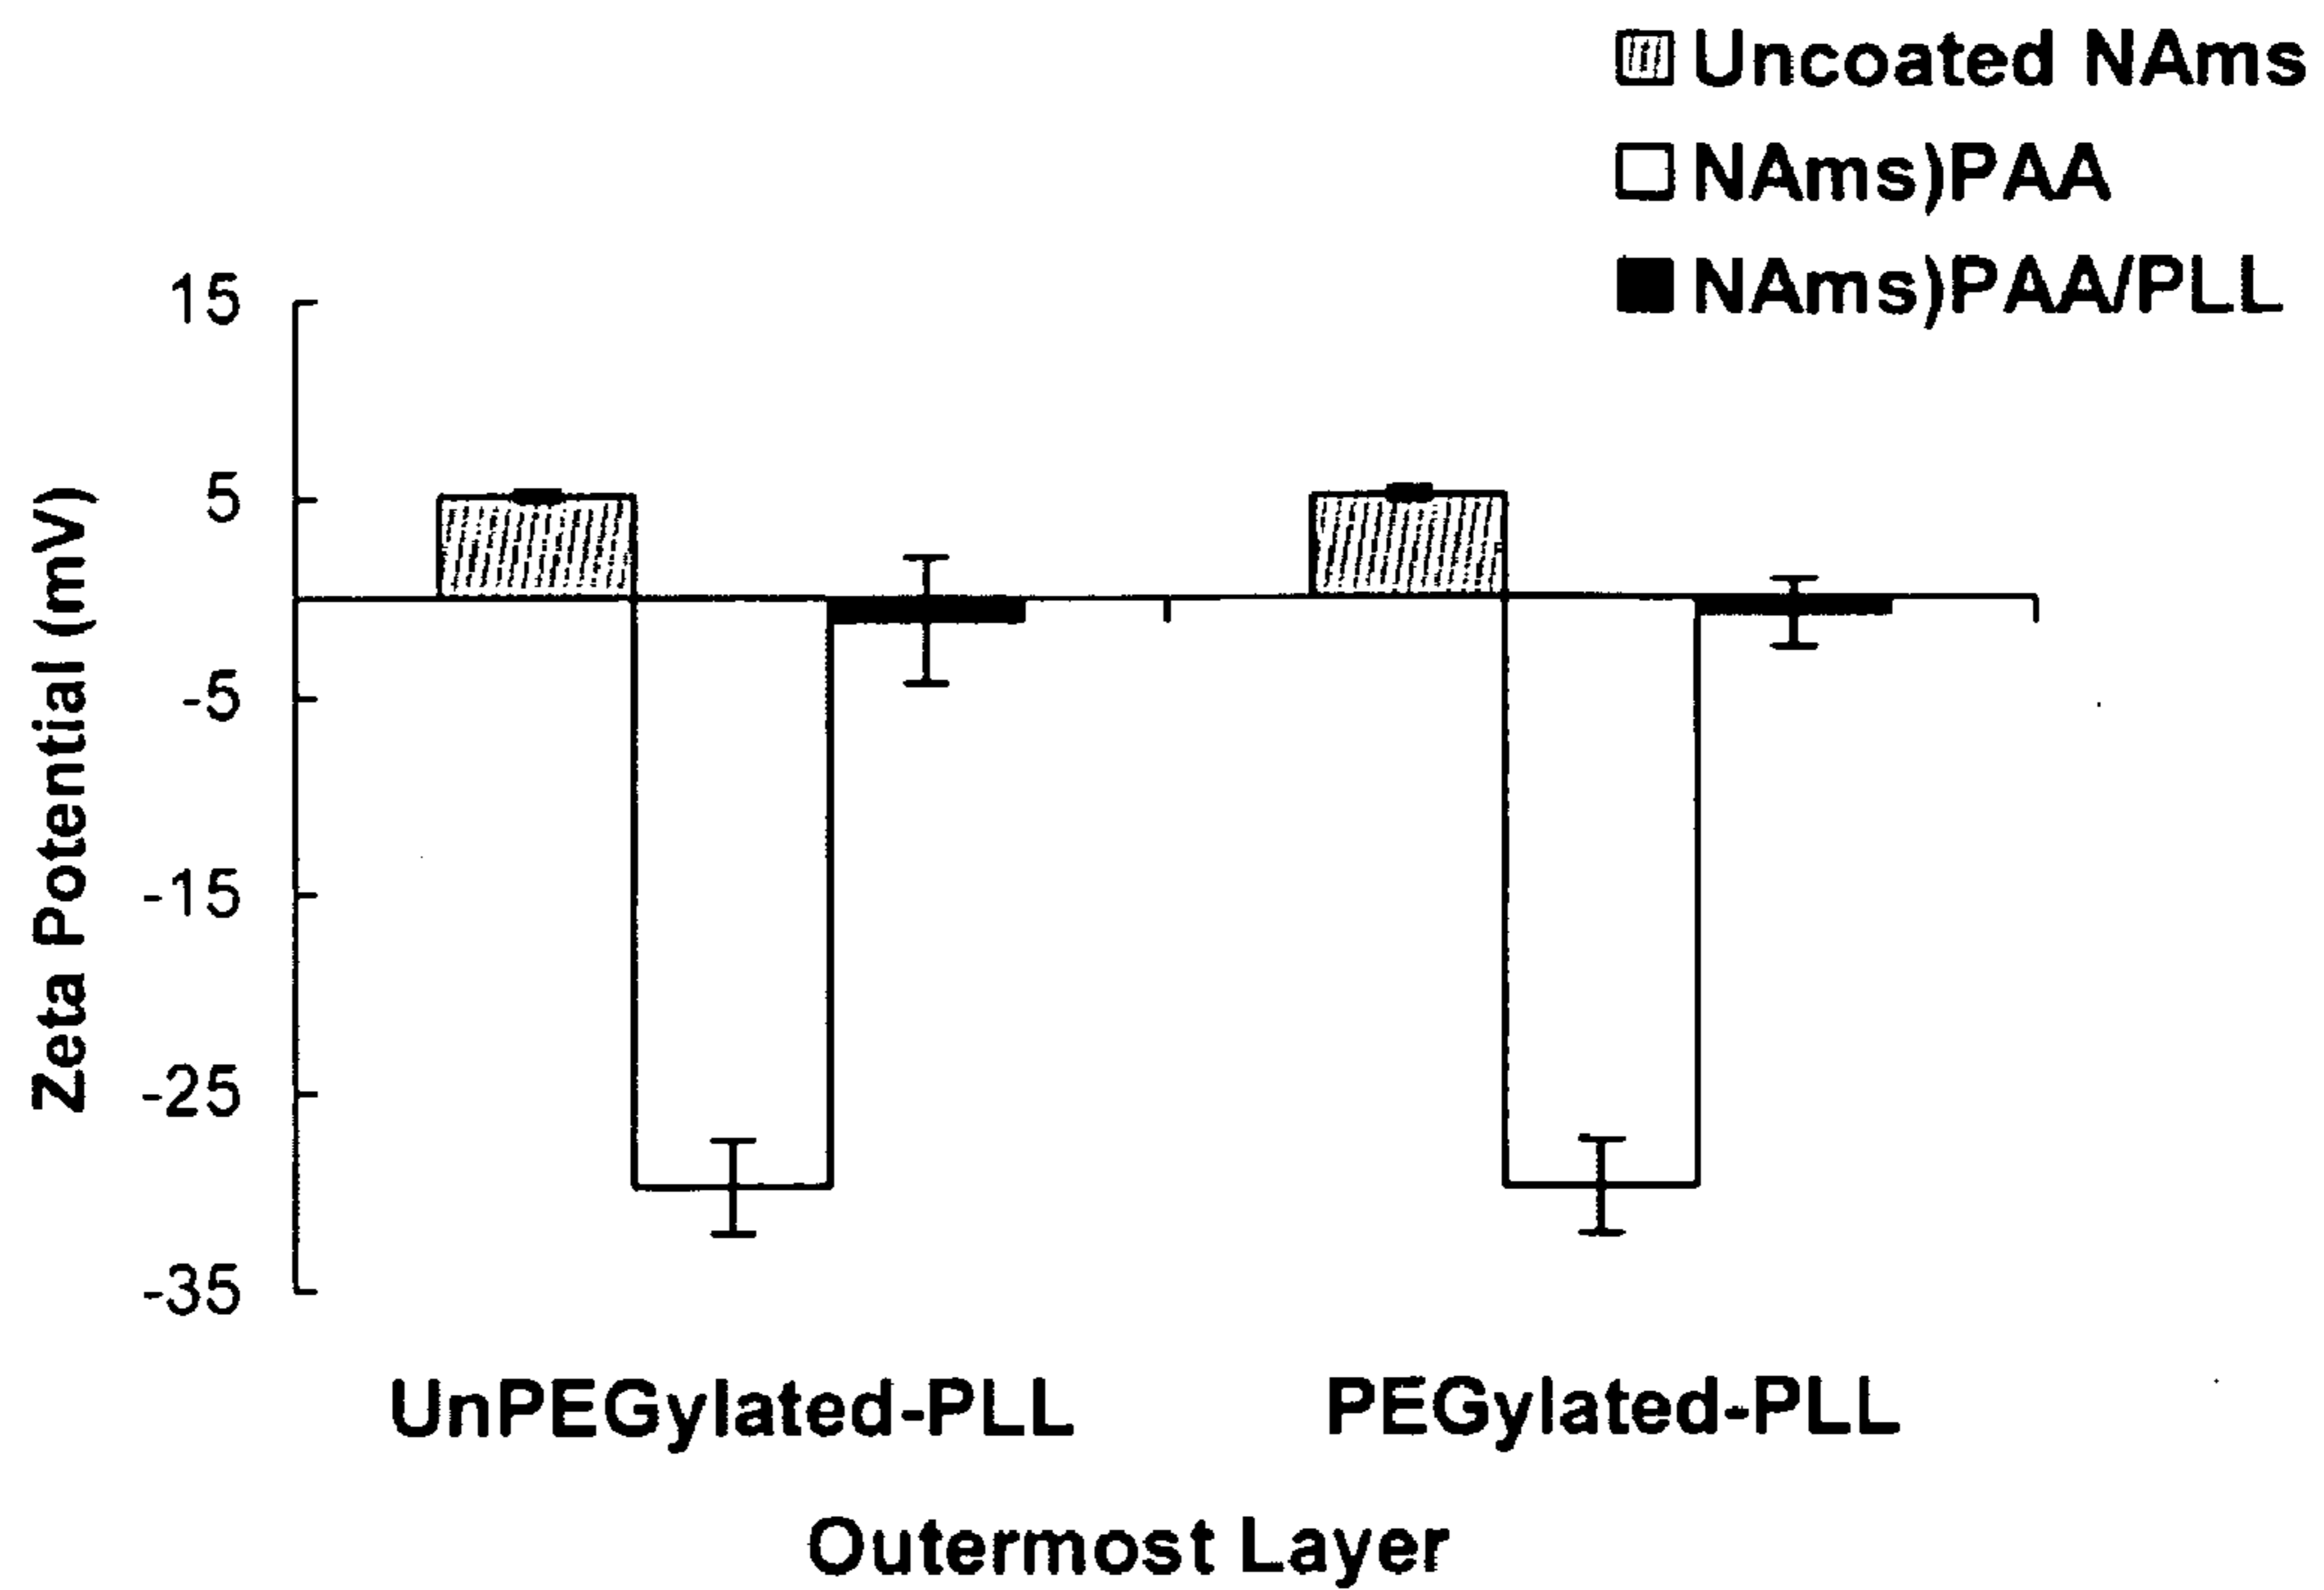 Uncoated NAms
NAms)PAA
NAms)PAA/PLL
15
5
-5
-15
-25
-35
Zeta Potential (mV)
UnPEGylated-PLL
PEGylated-PLL
Outermost Layer